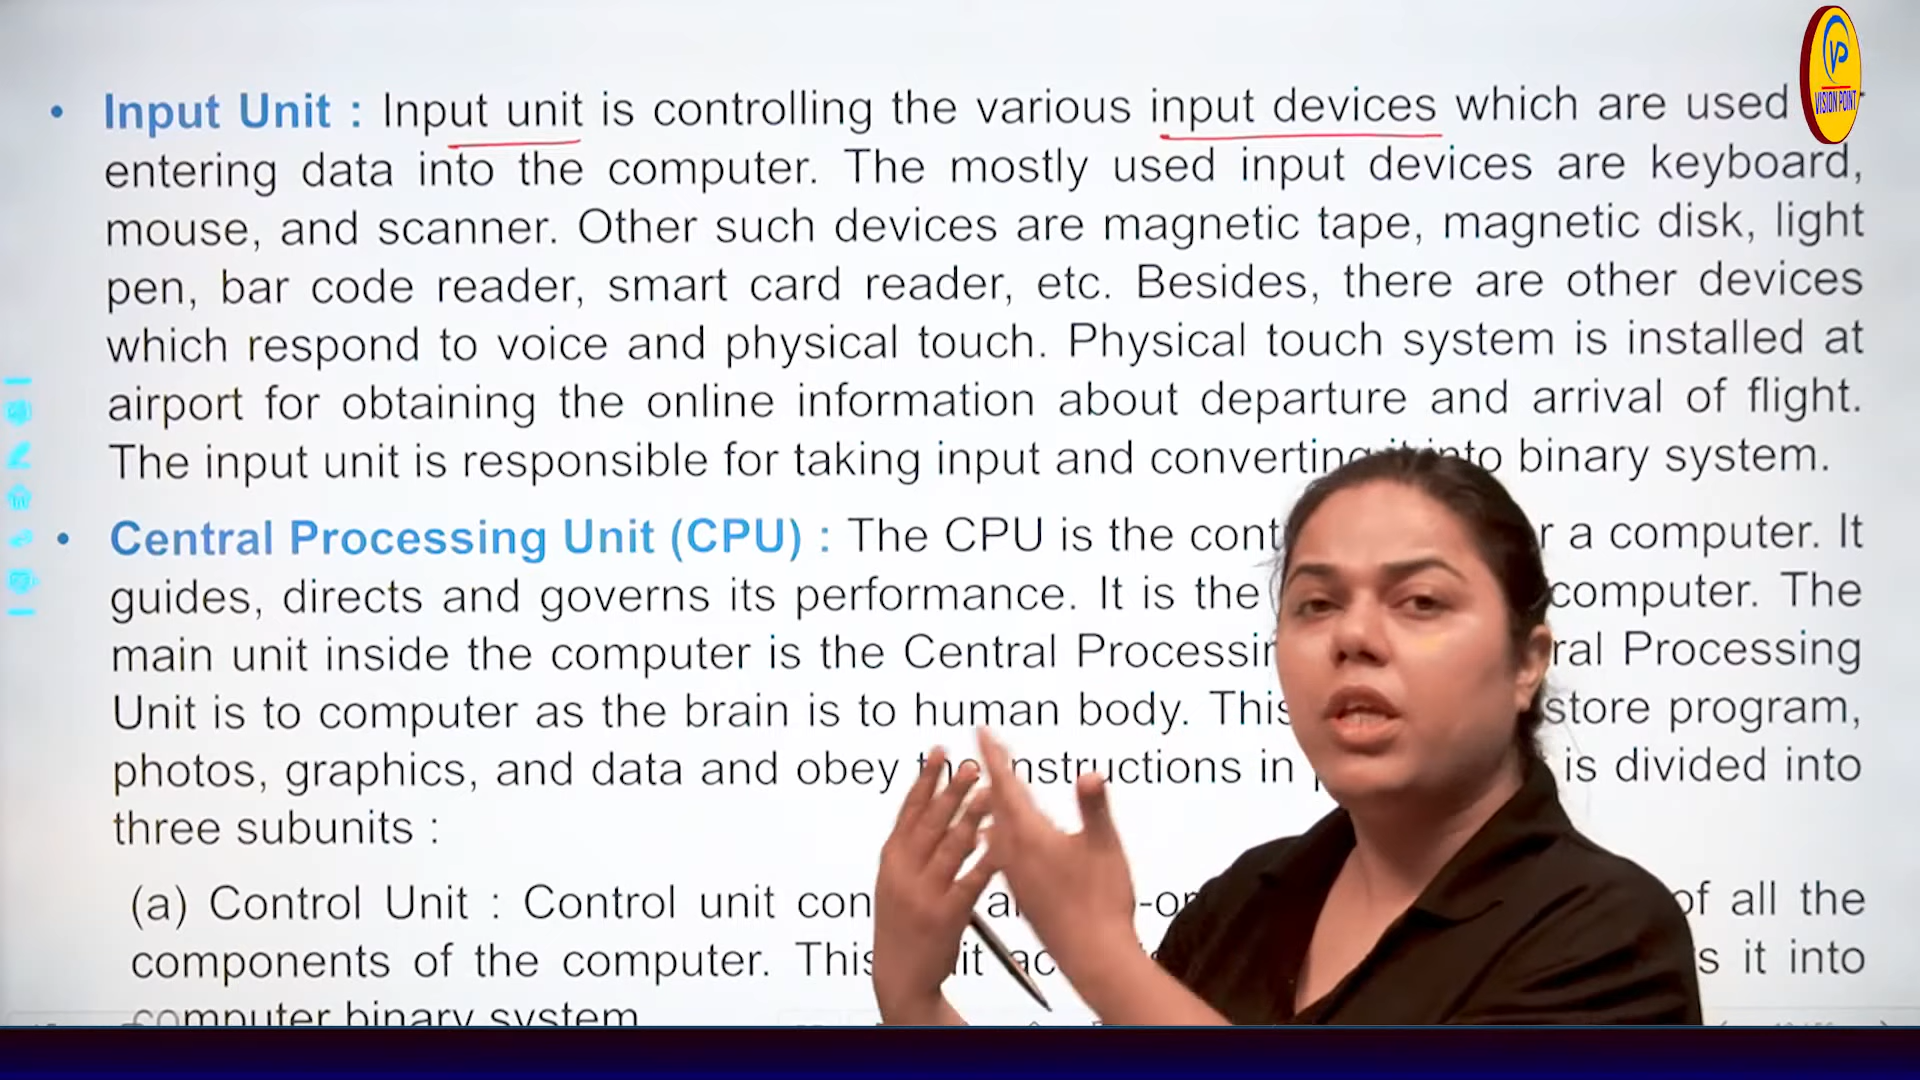 • Input Unit : Input unit is controlling the various input devices which are used
entering data into the computer. The mostly used input devices are keyboard,
mouse, and scanner. Other such devices are magnetic tape, magnetic disk, light
pen, bar code reader, smart card reader, etc. Besides, there are other devices
which respond to voice and physical touch. Physical touch system is installed at
airport for obtaining the online information about departure and arrival of flight.
The input unit is responsible for taking input and converting it into binary system.
• Central Processing Unit (CPU) : The CPU is the a computer. It
guides, directs and governs its performance. It is the computer. The
main unit inside the computer is the Central Processing
Unit is to computer as the brain is to human body. This store program,
photos, graphics, and data and obey the instructions in is divided into
three subunits :
(a) Control Unit : Control unit of all the
components of the computer. This it into
computer binary system
VP
VISION POINT